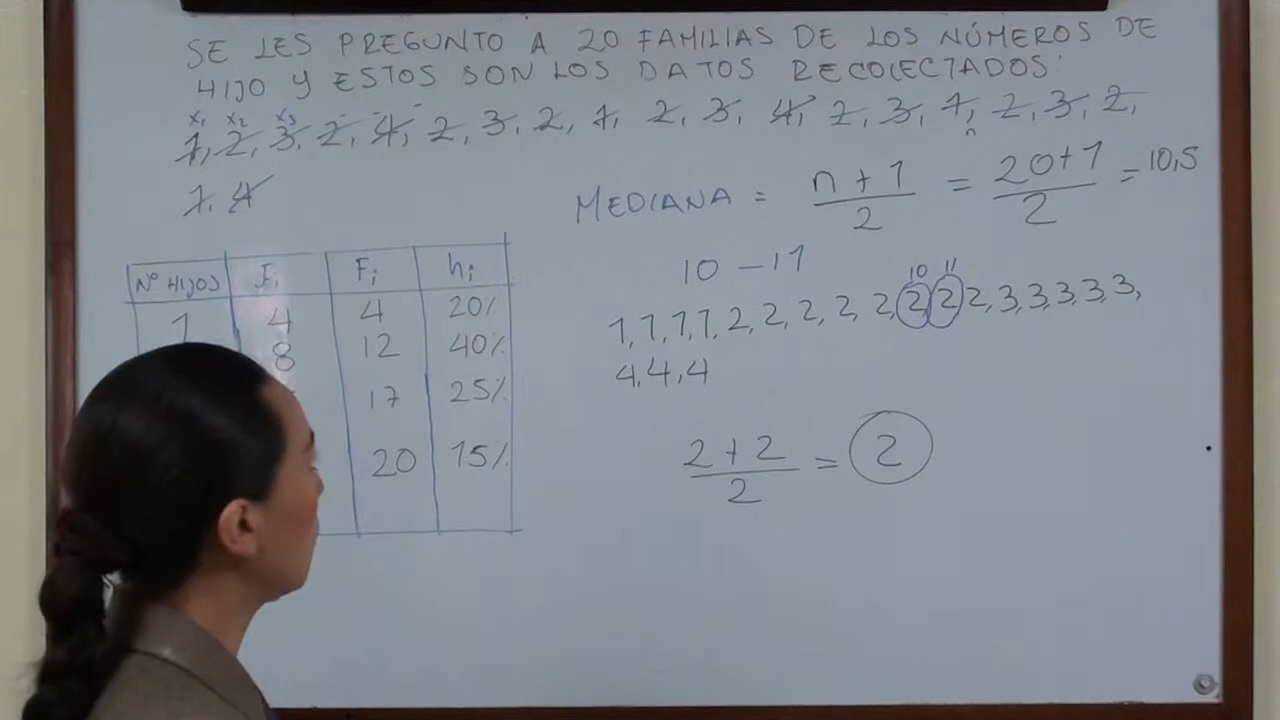 SE LES PREGUNTO A 20 FAMILIAS DE LOS NÚMEROS DE
HIJO Y ESTOS SON LOS DATOS RECOLECTADOS:
x₁ x₂ x₃
1, 2, 3, 2, 4, 2, 3, 2, 1, 2, 3, 4, 2, 3, 1, 2, 3, 2,
n
1, 4
MEDIANA = n + 1 / 2 = 20+1 / 2 = 10,5
10 – 11
10 11
1, 1, 1, 1, 2, 2, 2, 2, 2, 2 2 2, 3, 3, 3, 3, 3,
4, 4, 4
2 + 2 / 2 = 2
Nº HIJOS fi Fi hi
1 4 4 20%
8 12 40%
17 25%
20 15%